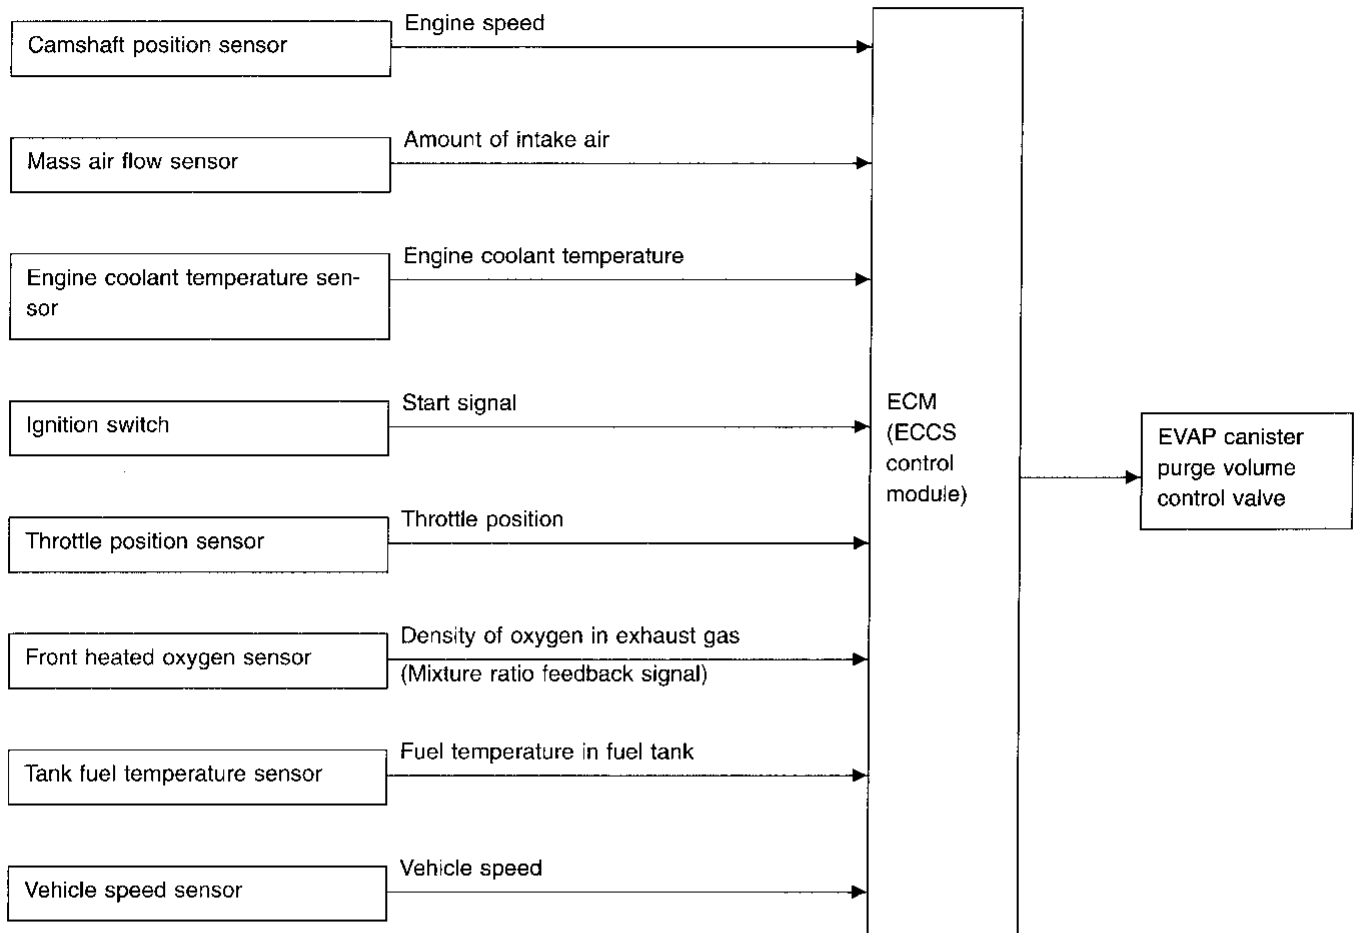 Camshaft position sensor
Engine speed
Mass air flow sensor
Amount of intake air
Engine coolant temperature sen-
sor
Engine coolant temperature
Ignition switch
Start signal
Throttle position sensor
Throttle position
Front heated oxygen sensor
Density of oxygen in exhaust gas
(Mixture ratio feedback signal)
Tank fuel temperature sensor
Fuel temperature in fuel tank
Vehicle speed sensor
Vehicle speed
ECM
(ECCS
control
module)
EVAP canister
purge volume
control valve